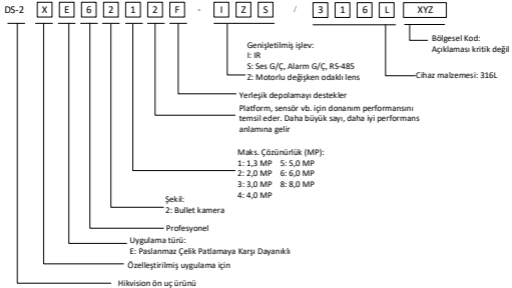 DS-2 X E 6 2 1 2 F - I Z S / 3 1 6 L XYZ
Bölgesel Kod:
Açıklaması kritik değil
Genişletilmiş işlev:
I: IR
S: Ses G/Ç, Alarm G/Ç, RS-485
Z: Motorlu değişken odaklı lens
Cihaz malzemesi: 316L
Yerleşik depolamayı destekler
Platform, sensör vb. için donanım performansını
temsil eder. Daha büyük sayı, daha iyi performans
anlamına gelir
Maks. Çözünürlük (MP):
1: 1,3 MP 5: 5,0 MP
2: 2,0 MP 6: 6,0 MP
3: 3,0 MP 8: 8,0 MP
4: 4,0 MP
Şekil:
2: Bullet kamera
Profesyonel
Uygulama türü:
E: Paslanmaz Çelik Patlamaya Karşı Dayanıklı
Özelleştirilmiş uygulama için
Hikvision ön uç ürünü